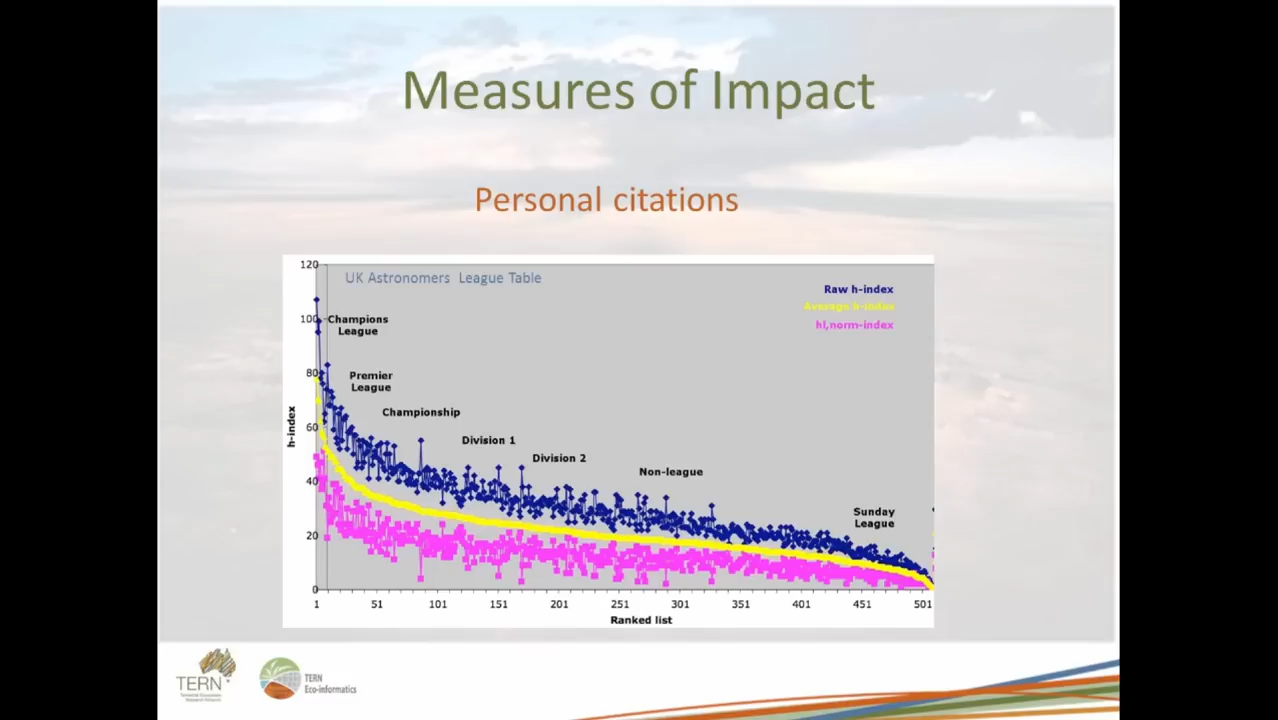 Measures of Impact
Personal citations
UK Astronomers League Table
Raw h-index
Average h-index
hI,norm-index
Champions
League
Premier
League
Championship
Division 1
Division 2
Non-league
Sunday
League
h-index
120
100
80
60
40
20
0
1 51 101 151 201 251 301 351 401 451 501
Ranked list
TERN
TERN
Eco-informatics